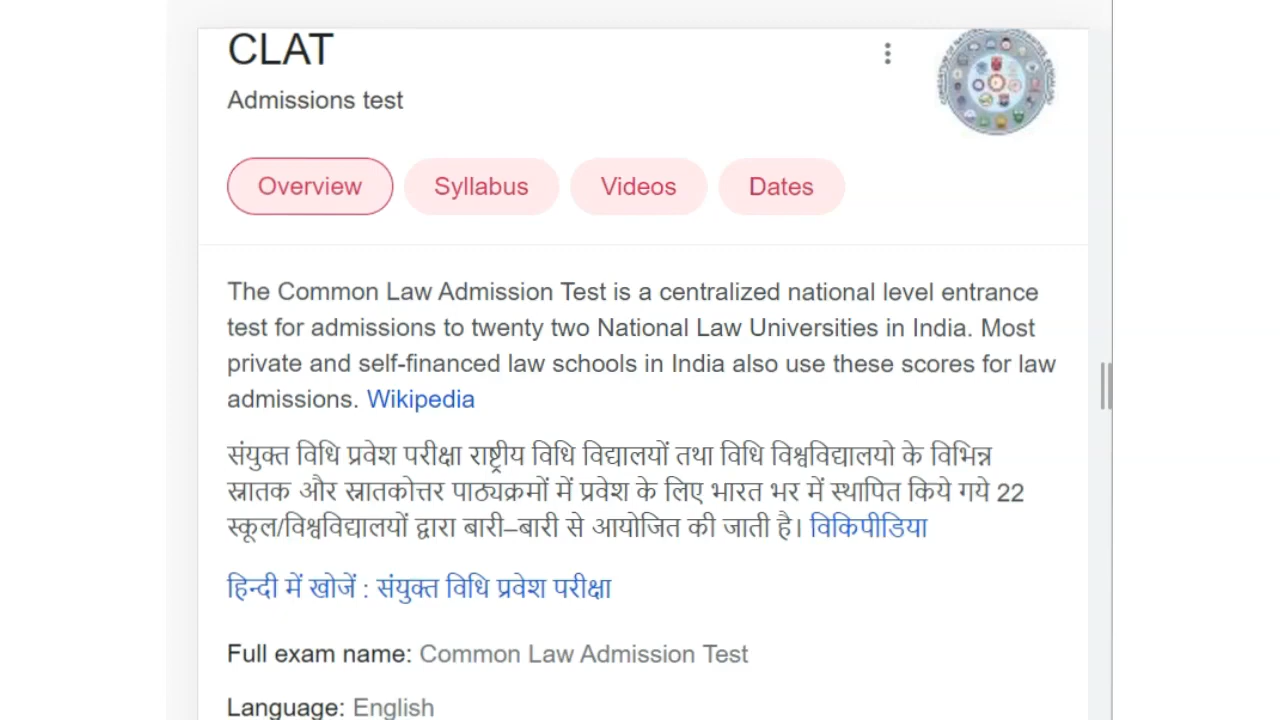 CLAT
Admissions test
Overview Syllabus Videos Dates
The Common Law Admission Test is a centralized national level entrance
test for admissions to twenty two National Law Universities in India. Most
private and self-financed law schools in India also use these scores for law
admissions. Wikipedia
संयुक्त विधि प्रवेश परीक्षा राष्ट्रीय विधि विद्यालयों तथा विधि विश्वविद्यालयो के विभिन्न
स्नातक और स्नातकोत्तर पाठ्यक्रमों में प्रवेश के लिए भारत भर में स्थापित किये गये 22
स्कूल/विश्वविद्यालयों द्वारा बारी–बारी से आयोजित की जाती है। विकिपीडिया
हिन्दी में खोजें : संयुक्त विधि प्रवेश परीक्षा
Full exam name: Common Law Admission Test
Language: English